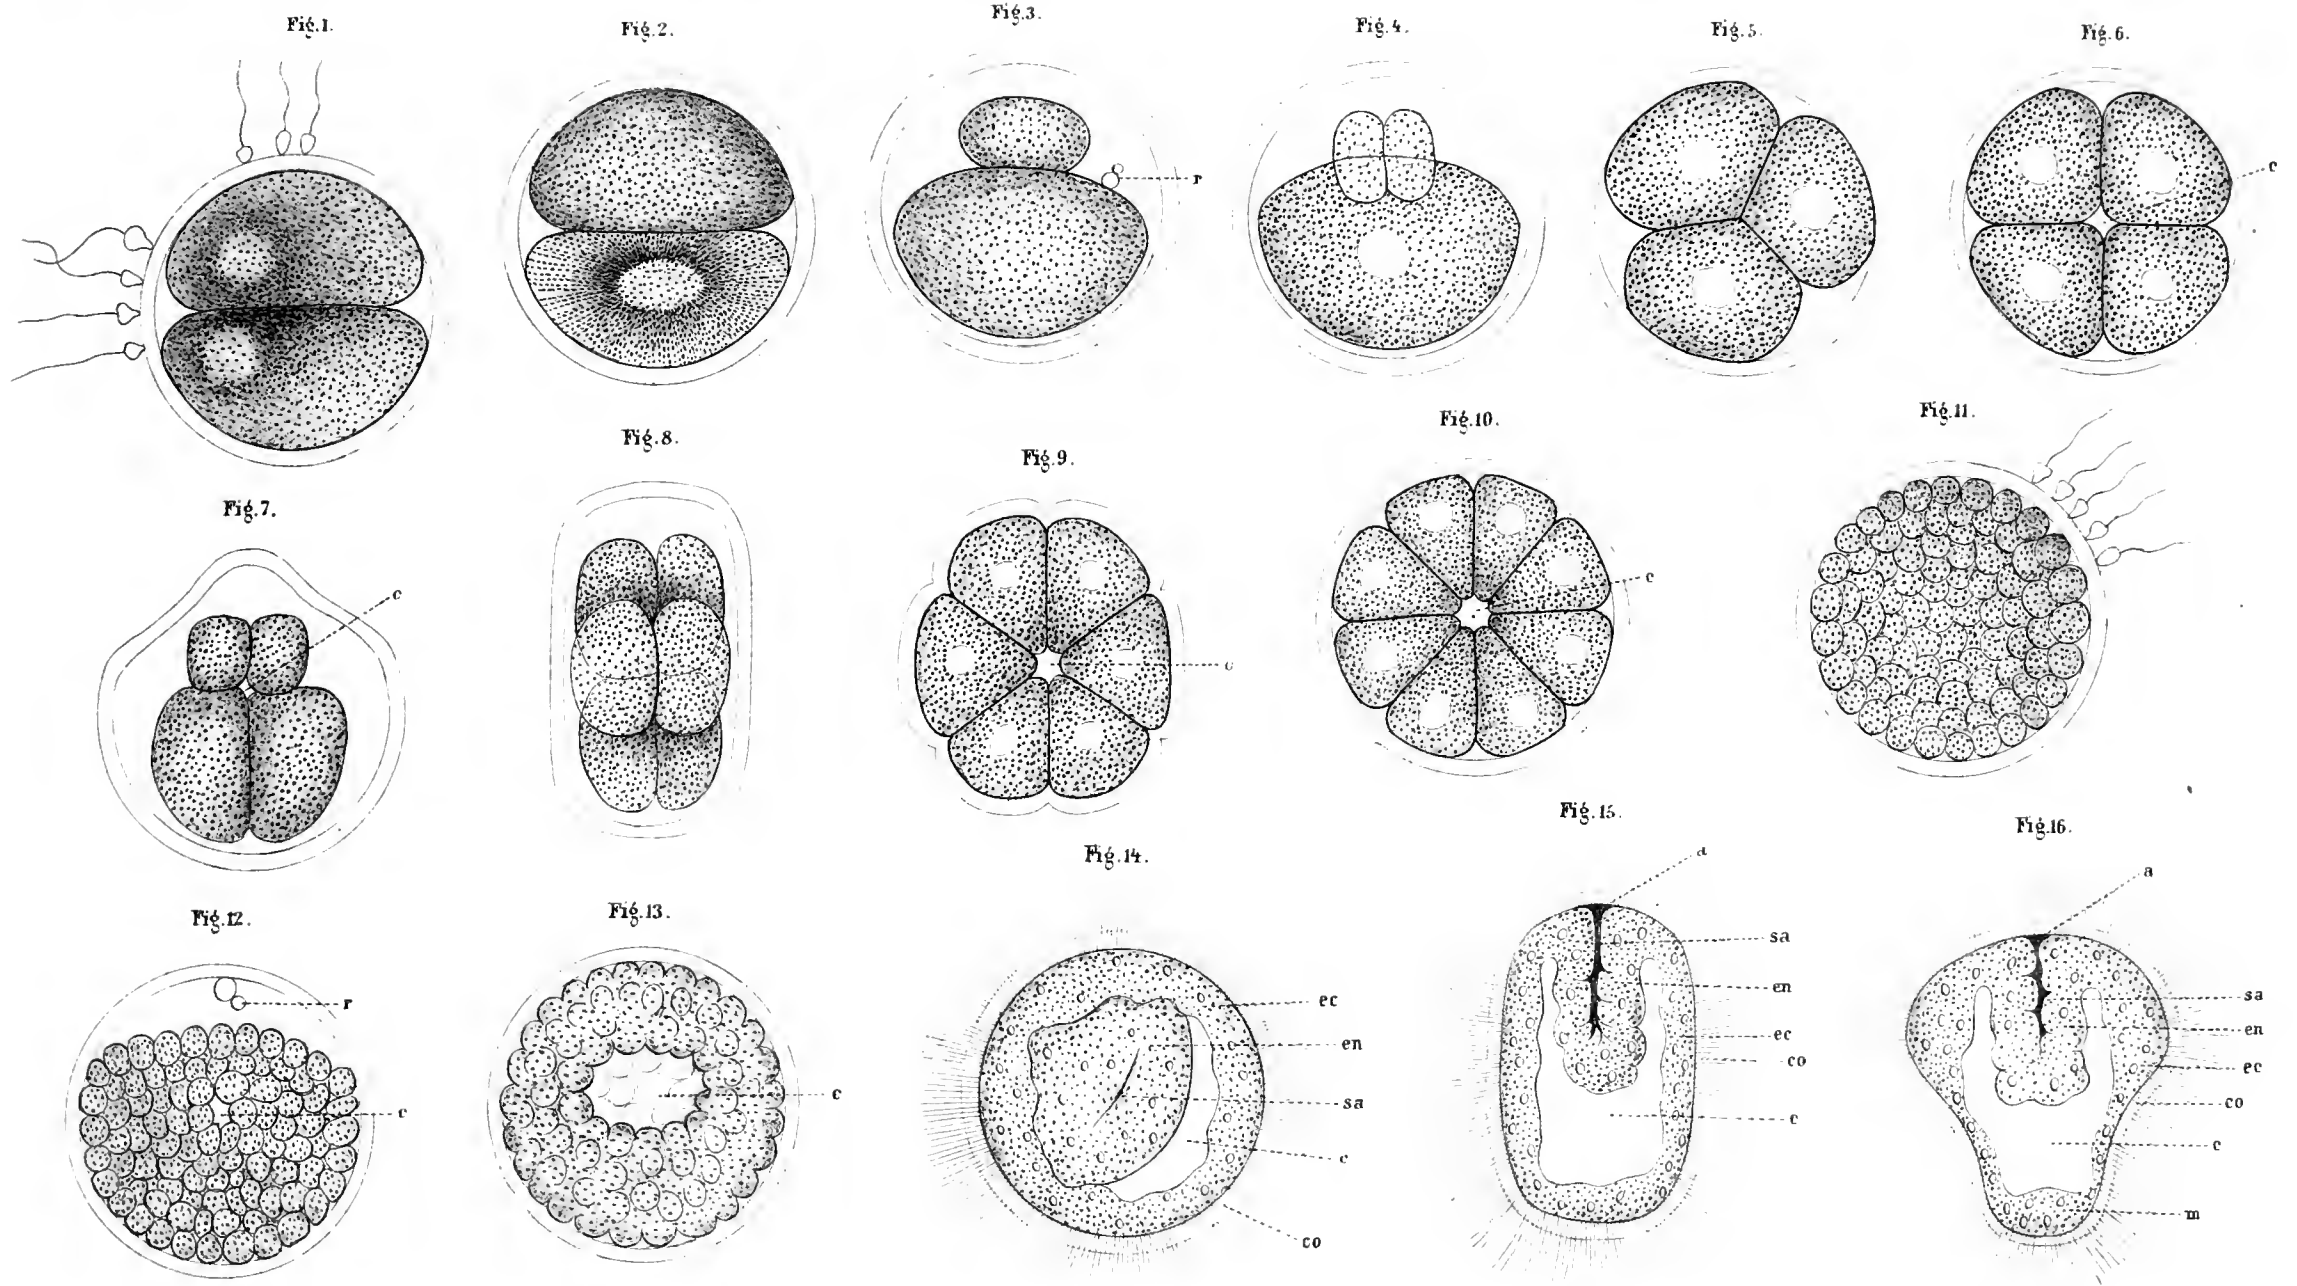 Fig.1.
Fig.2.
Fig.3.
r
Fig.4.
Fig.5.
Fig.6.
c
Fig.7.
c
Fig.8.
Fig.9.
c
Fig.10.
c
Fig.11.
Fig.12.
r
c
Fig.13.
c
Fig.14.
ec
en
sa
c
co
Fig.15.
a
sa
en
ec
co
c
Fig.16.
a
sa
en
ec
co
c
m